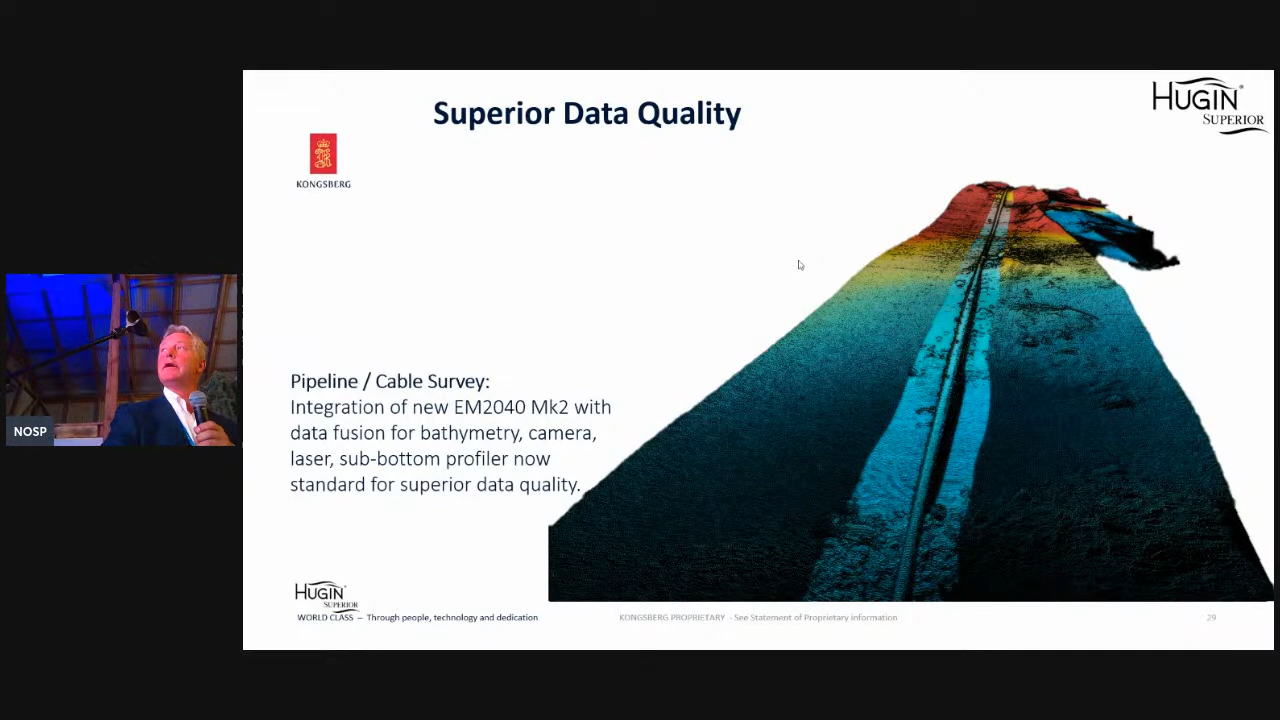 Superior Data Quality
HUGIN®
SUPERIOR
KONGSBERG
NOSP
Pipeline / Cable Survey:
Integration of new EM2040 Mk2 with
data fusion for bathymetry, camera,
laser, sub-bottom profiler now
standard for superior data quality.
HUGIN®
SUPERIOR
WORLD CLASS – Through people, technology and dedication
KONGSBERG PROPRIETARY - See Statement of Proprietary information
29